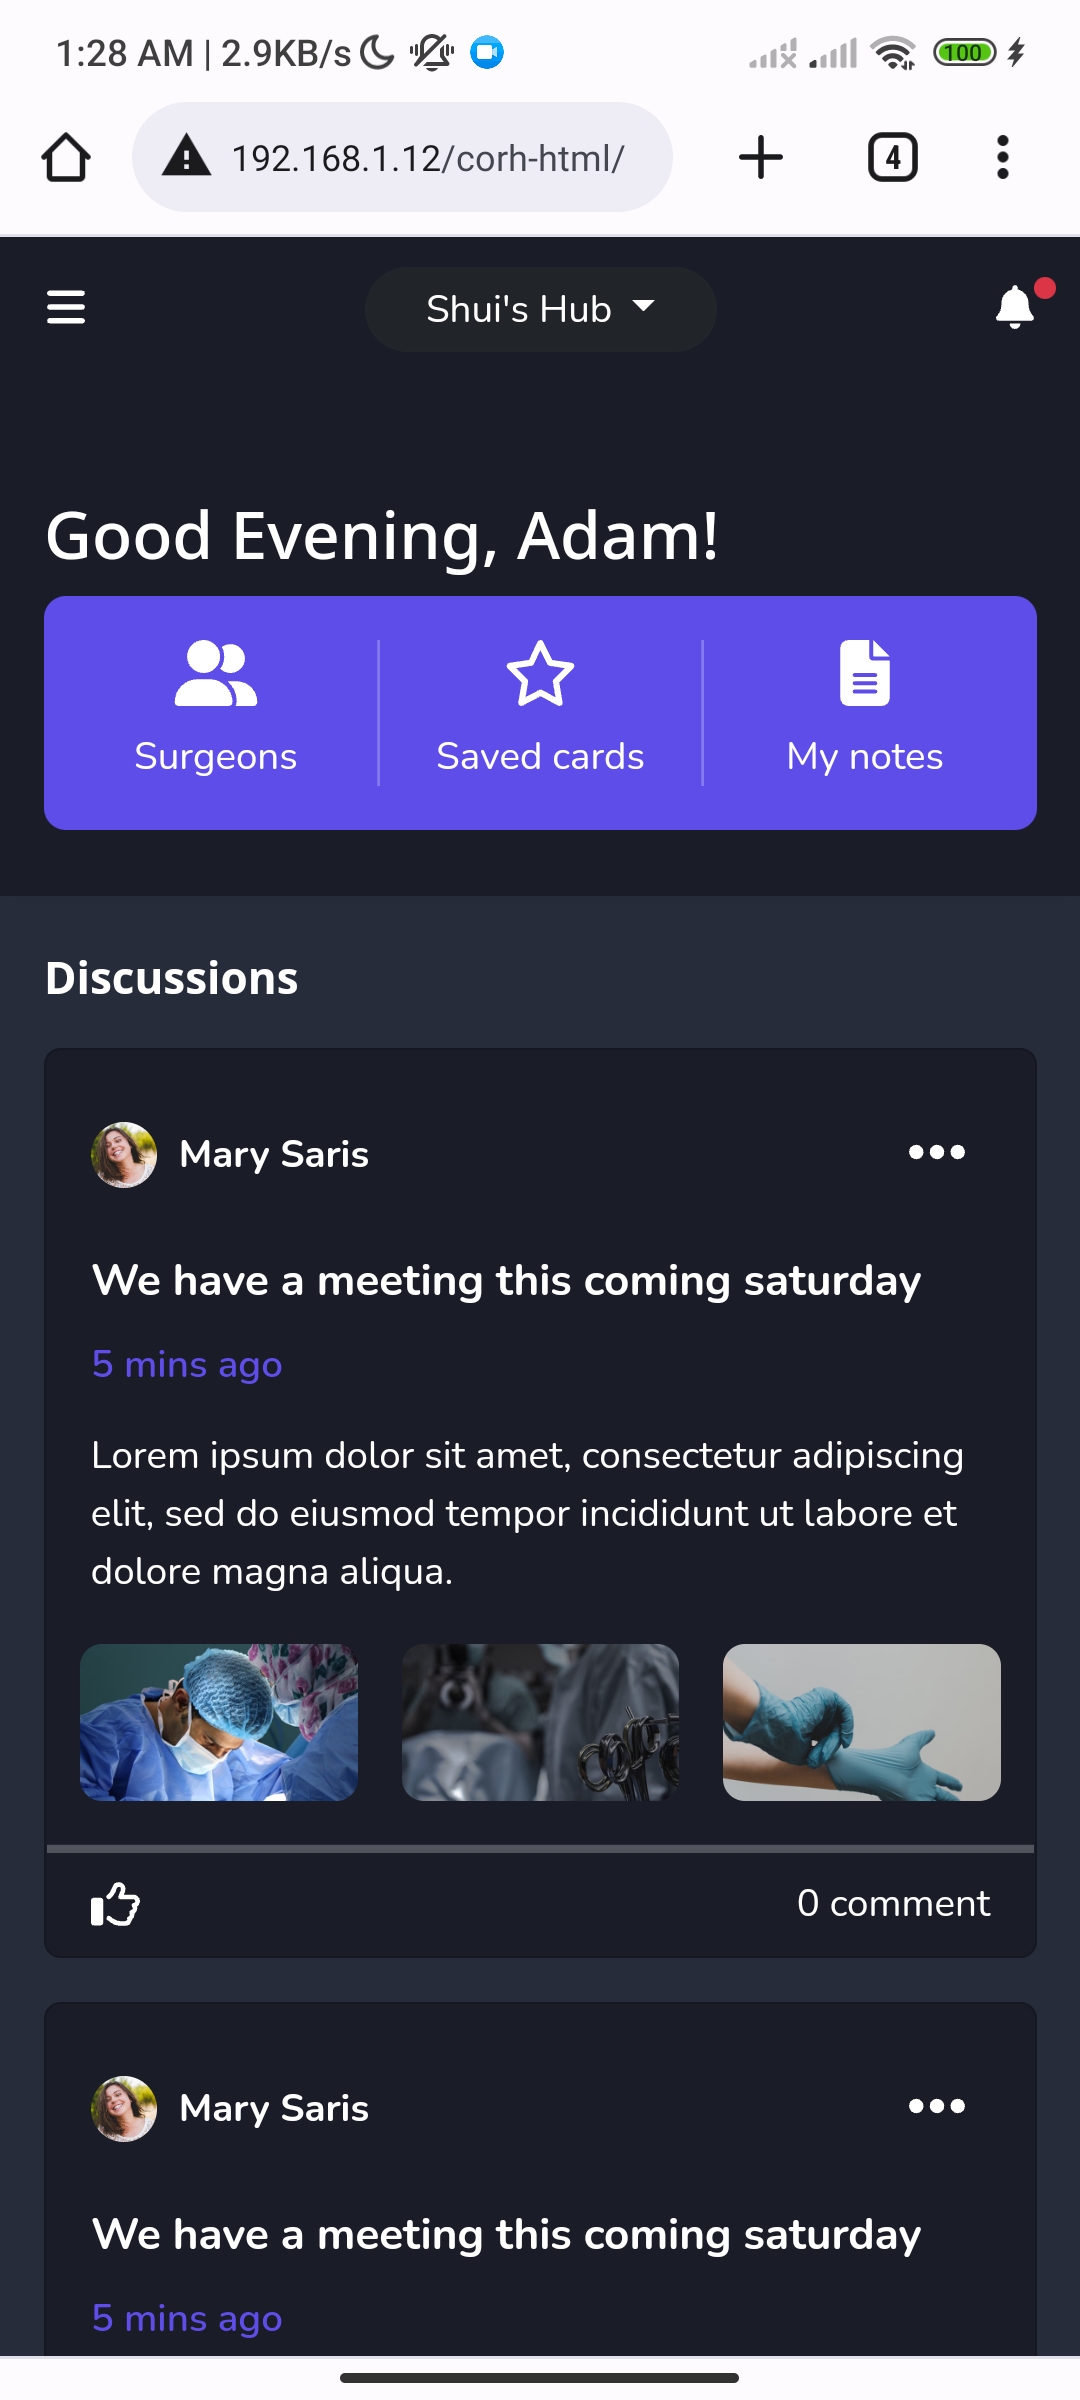 1:28 AM | 2.9KB/s 100
192.168.1.12/corh-html/ 4
Shui's Hub
Good Evening, Adam!
Surgeons Saved cards My notes
Discussions
Mary Saris
We have a meeting this coming saturday
5 mins ago
Lorem ipsum dolor sit amet, consectetur adipiscing
elit, sed do eiusmod tempor incididunt ut labore et
dolore magna aliqua.
0 comment
Mary Saris
We have a meeting this coming saturday
5 mins ago